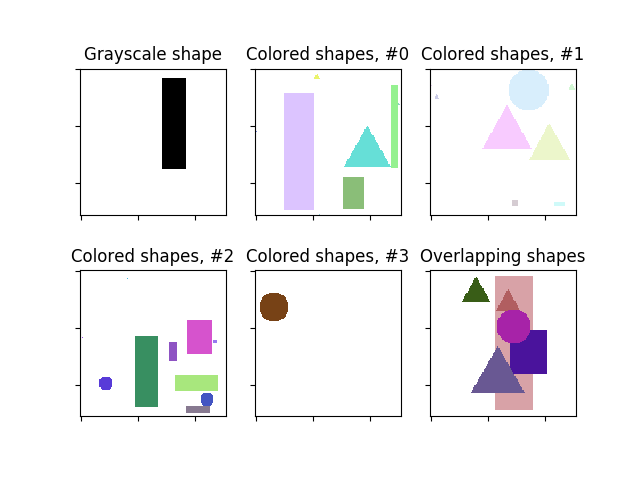 Grayscale shape
Colored shapes, #0
Colored shapes, #1
Colored shapes, #2
Colored shapes, #3
Overlapping shapes